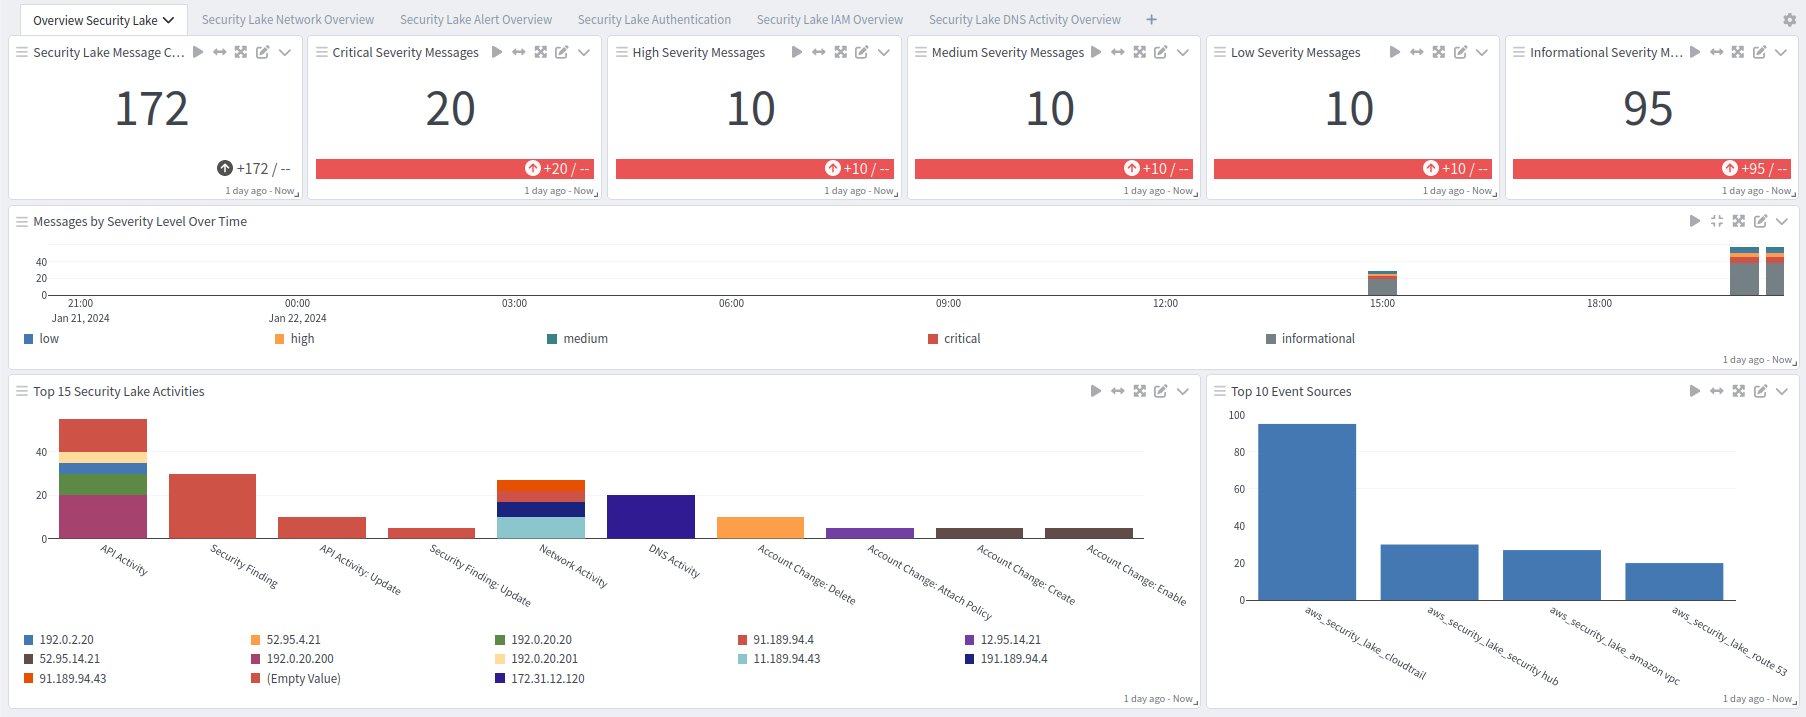 Overview Security Lake Security Lake Network Overview Security Lake Alert Overview Security Lake Authentication Security Lake IAM Overview Security Lake DNS Activity Overview +
Security Lake Message C... Critical Severity Messages High Severity Messages Medium Severity Messages Low Severity Messages Informational Severity M...
172 20 10 10 10 95
+172 / -- +20 / -- +10 / -- +10 / -- +10 / -- +95 / --
1 day ago - Now 1 day ago - Now 1 day ago - Now 1 day ago - Now 1 day ago - Now 1 day ago - Now
Messages by Severity Level Over Time
40
20
0
21:00 00:00 03:00 06:00 09:00 12:00 15:00 18:00
Jan 21, 2024 Jan 22, 2024
low high medium critical informational
1 day ago - Now
Top 15 Security Lake Activities
40
20
0
API Activity
Security Finding
API Activity: Update
Security Finding: Update
Network Activity
DNS Activity
Account Change: Delete
Account Change: Attach Policy
Account Change: Create
Account Change: Enable
192.0.2.20 52.95.4.21 192.0.20.20 91.189.94.4 12.95.14.21
52.95.14.21 192.0.20.200 192.0.20.201 11.189.94.43 191.189.94.4
91.189.94.43 (Empty Value) 172.31.12.120
1 day ago - Now
Top 10 Event Sources
100
80
60
40
20
0
aws_security_lake_cloudtrail
aws_security_lake_security hub
aws_security_lake_amazon vpc
aws_security_lake_route 53
1 day ago - Now